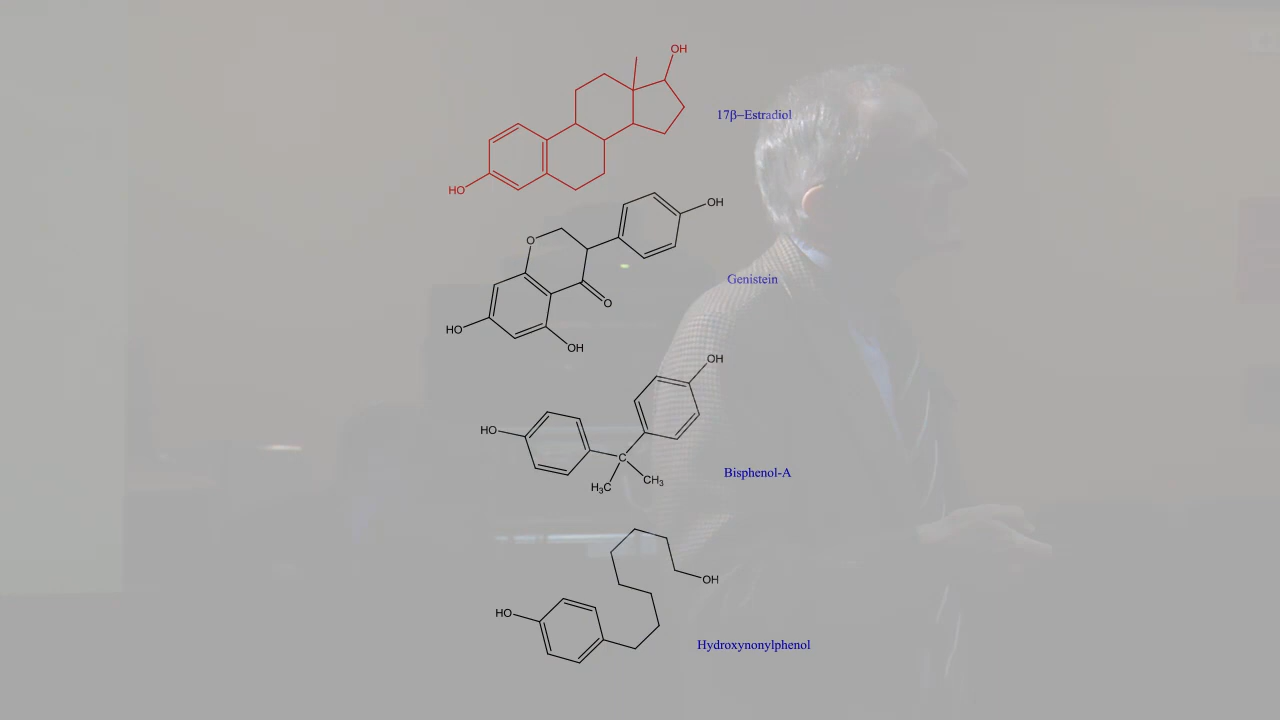 OH
17β–Estradiol
HO
OH
O
Genistein
O
HO
OH
OH
HO
C
Bisphenol-A
CH3
H3C
OH
HO
Hydroxynonylphenol